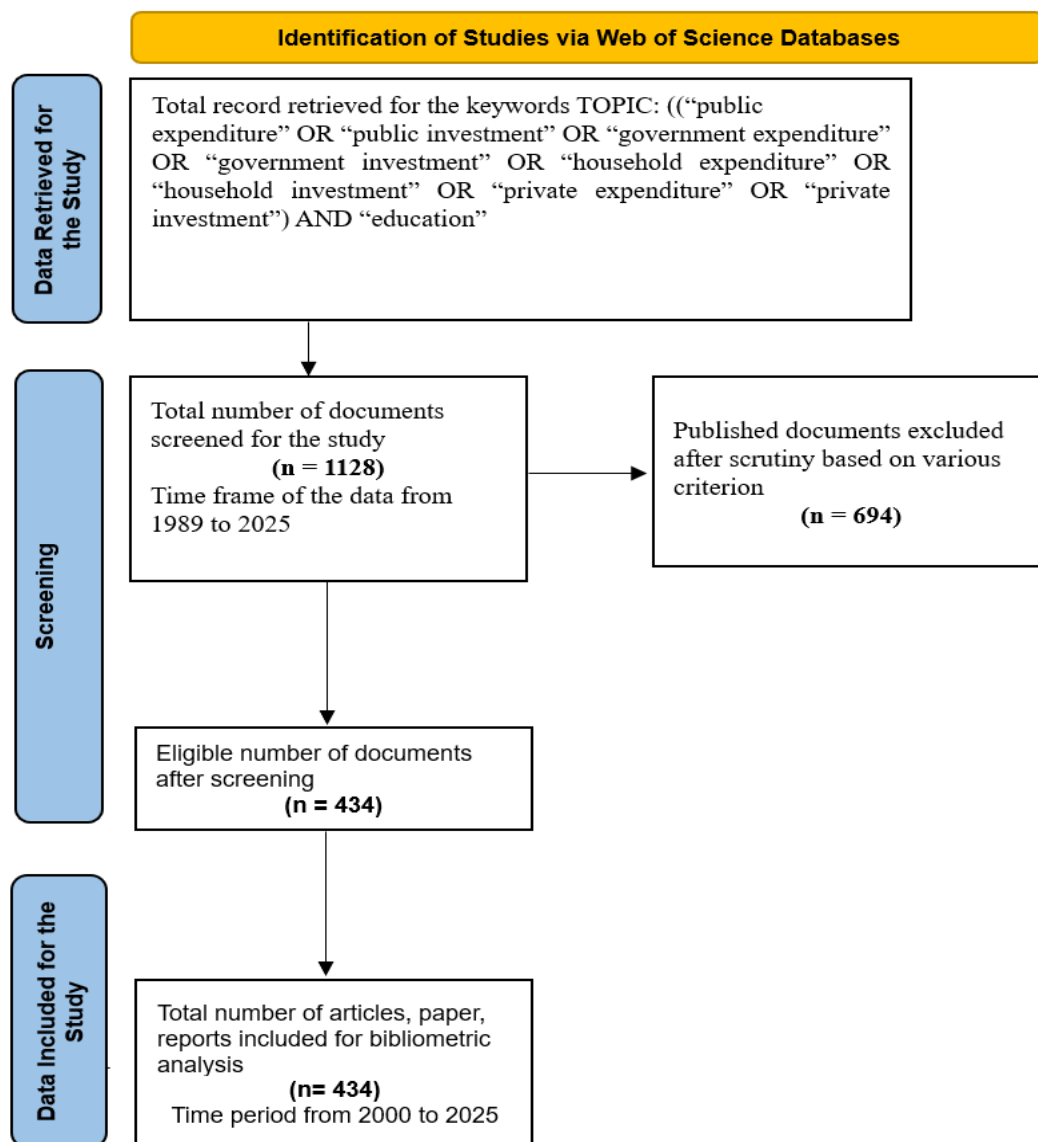 Identification of Studies via Web of Science Databases
Data Retrieved for
the Study
Total record retrieved for the keywords TOPIC: ((“public
expenditure” OR “public investment” OR “government expenditure”
OR “government investment” OR “household expenditure” OR
“household investment” OR “private expenditure” OR “private
investment”) AND “education”
Screening
Total number of documents
screened for the study
(n = 1128)
Time frame of the data from
1989 to 2025
Published documents excluded
after scrutiny based on various
criterion
(n = 694)
Eligible number of documents
after screening
(n = 434)
Data Included for the
Study
Total number of articles, paper,
reports included for bibliometric
analysis
(n= 434)
Time period from 2000 to 2025